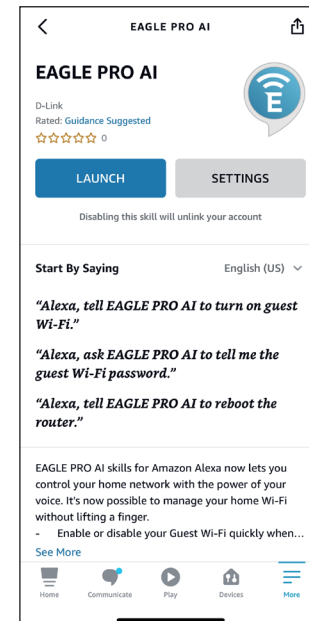 EAGLE PRO AI
EAGLE PRO AI
D-Link
Rated: Guidance Suggested
0
E
LAUNCH
SETTINGS
Disabling this skill will unlink your account
Start By Saying
English (US)
“Alexa, tell EAGLE PRO AI to turn on guest
Wi-Fi.”
“Alexa, ask EAGLE PRO AI to tell me the
guest Wi-Fi password.”
“Alexa, tell EAGLE PRO AI to reboot the
router.”
EAGLE PRO AI skills for Amazon Alexa now lets you
control your home network with the power of your
voice. It's now possible to manage your home Wi-Fi
without lifting a finger.
- Enable or disable your Guest Wi-Fi quickly when...
See More
Home
Communicate
Play
Devices
More